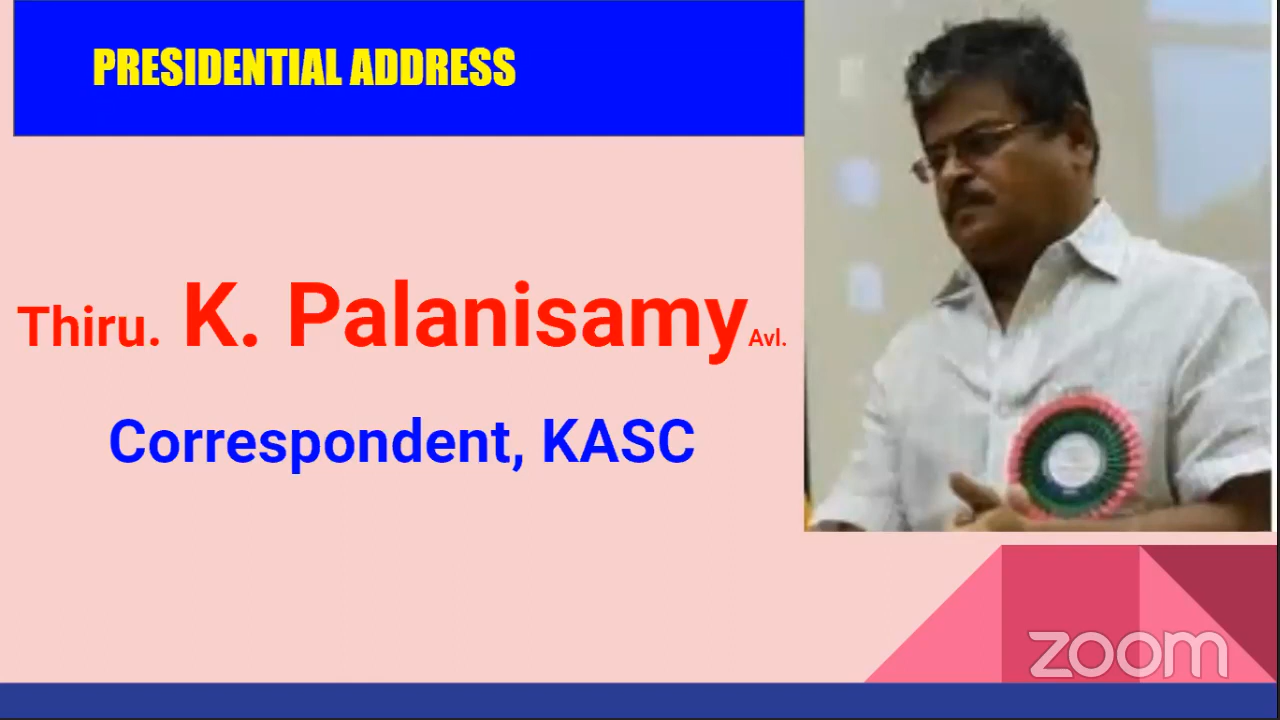 PRESIDENTIAL ADDRESS
Thiru. K. Palanisamy Avl.
Correspondent, KASC
zoom